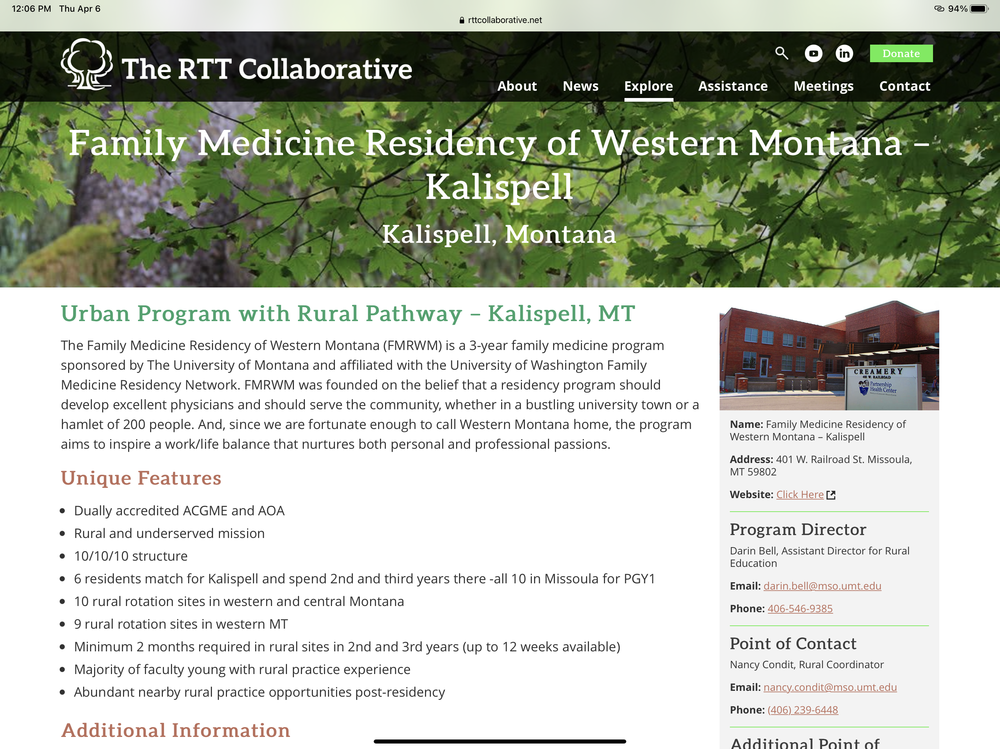 12:06 PM Thu Apr 6
94%
rttcollaborative.net
The RTT Collaborative
Donate
About News Explore Assistance Meetings Contact
Family Medicine Residency of Western Montana –
Kalispell
Kalispell, Montana
Urban Program with Rural Pathway – Kalispell, MT
The Family Medicine Residency of Western Montana (FMRWM) is a 3-year family medicine program
sponsored by The University of Montana and affiliated with the University of Washington Family
Medicine Residency Network. FMRWM was founded on the belief that a residency program should
develop excellent physicians and should serve the community, whether in a bustling university town or a
hamlet of 200 people. And, since we are fortunate enough to call Western Montana home, the program
aims to inspire a work/life balance that nurtures both personal and professional passions.
Unique Features
• Dually accredited ACGME and AOA
• Rural and underserved mission
• 10/10/10 structure
• 6 residents match for Kalispell and spend 2nd and third years there -all 10 in Missoula for PGY1
• 10 rural rotation sites in western and central Montana
• 9 rural rotation sites in western MT
• Minimum 2 months required in rural sites in 2nd and 3rd years (up to 12 weeks available)
• Majority of faculty young with rural practice experience
• Abundant nearby rural practice opportunities post-residency
Additional Information
CREAMERY
401 W. RAILROAD
Partnership
Health Center
Name: Family Medicine Residency of
Western Montana – Kalispell
Address: 401 W. Railroad St. Missoula,
MT 59802
Website: Click Here
Program Director
Darin Bell, Assistant Director for Rural
Education
Email: darin.bell@mso.umt.edu
Phone: 406-546-9385
Point of Contact
Nancy Condit, Rural Coordinator
Email: nancy.condit@mso.umt.edu
Phone: (406) 239-6448
Additional Point of